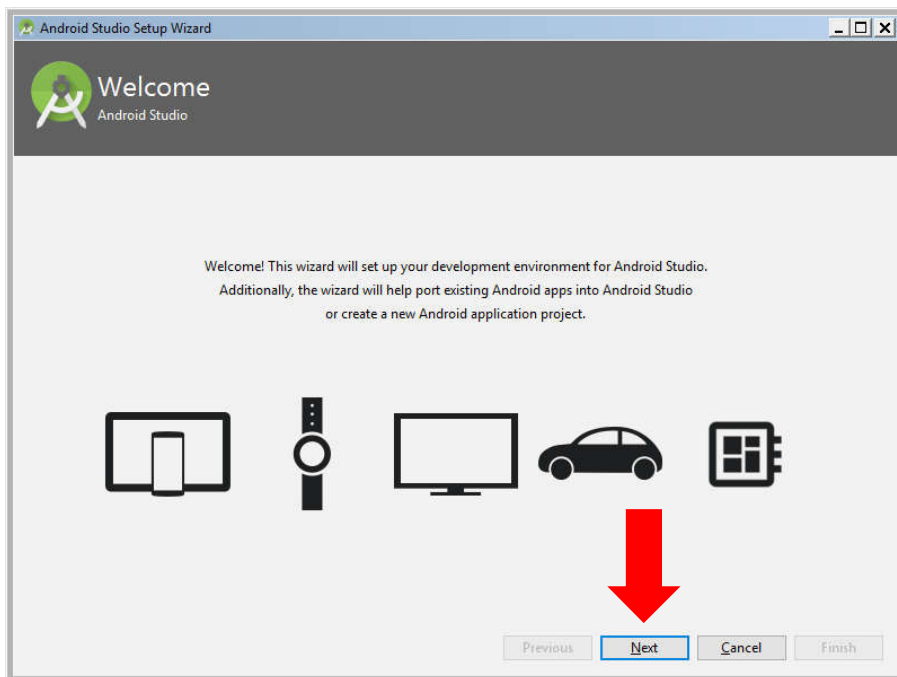 Android Studio Setup Wizard
Welcome
Android Studio
Welcome! This wizard will set up your development environment for Android Studio.
Additionally, the wizard will help port existing Android apps into Android Studio
or create a new Android application project.
Previous Next Cancel Finish